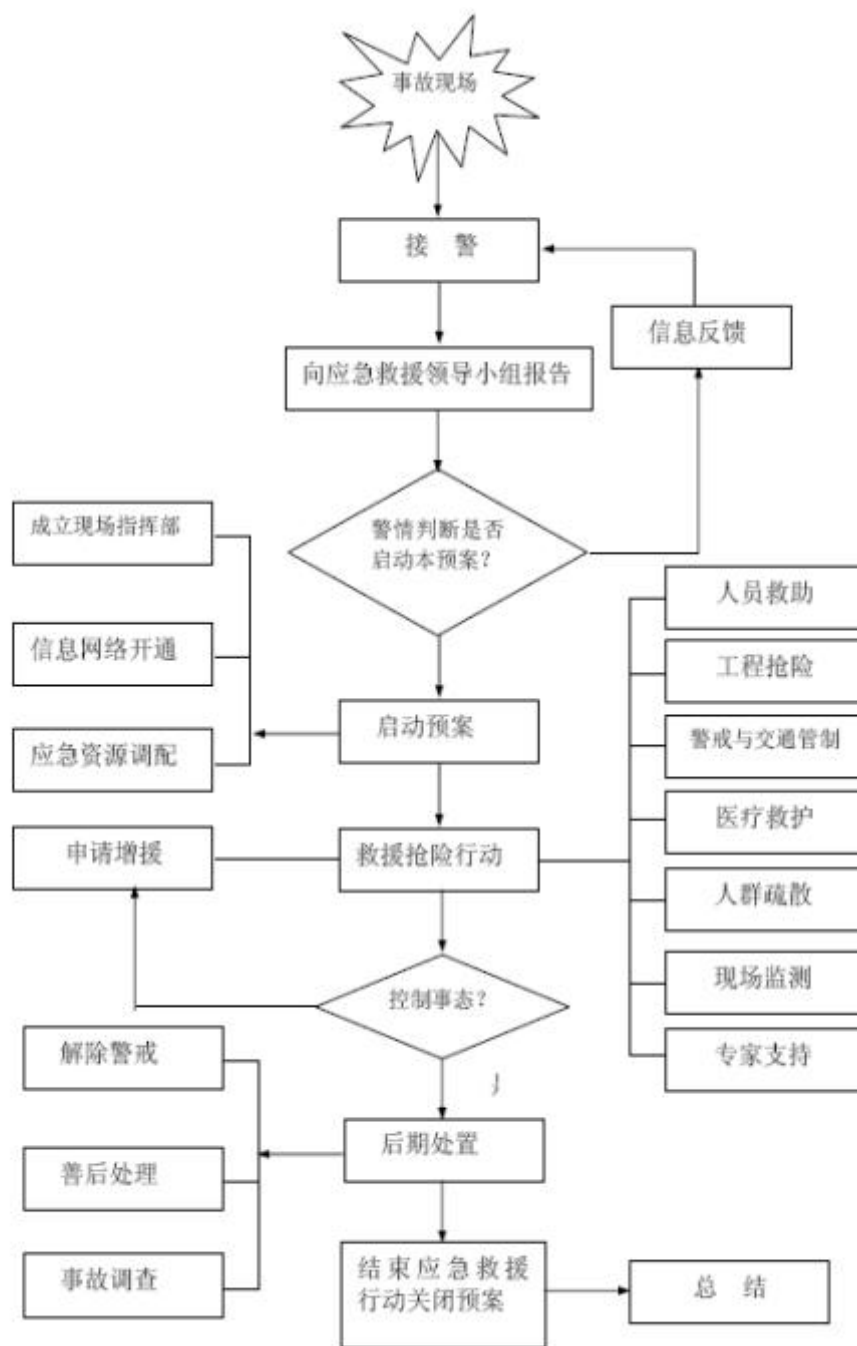 事故现场
接 警
信息反馈
向应急救援领导小组报告
警情判断是否
启动本预案?
成立现场指挥部
信息网络开通
应急资源调配
启动预案
人员救助
工程抢险
警戒与交通管制
医疗救护
人群疏散
现场监测
专家支持
申请增援
救援抢险行动
控制事态?
解除警戒
善后处理
事故调查
后期处置
结束应急救援
行动关闭预案
总 结